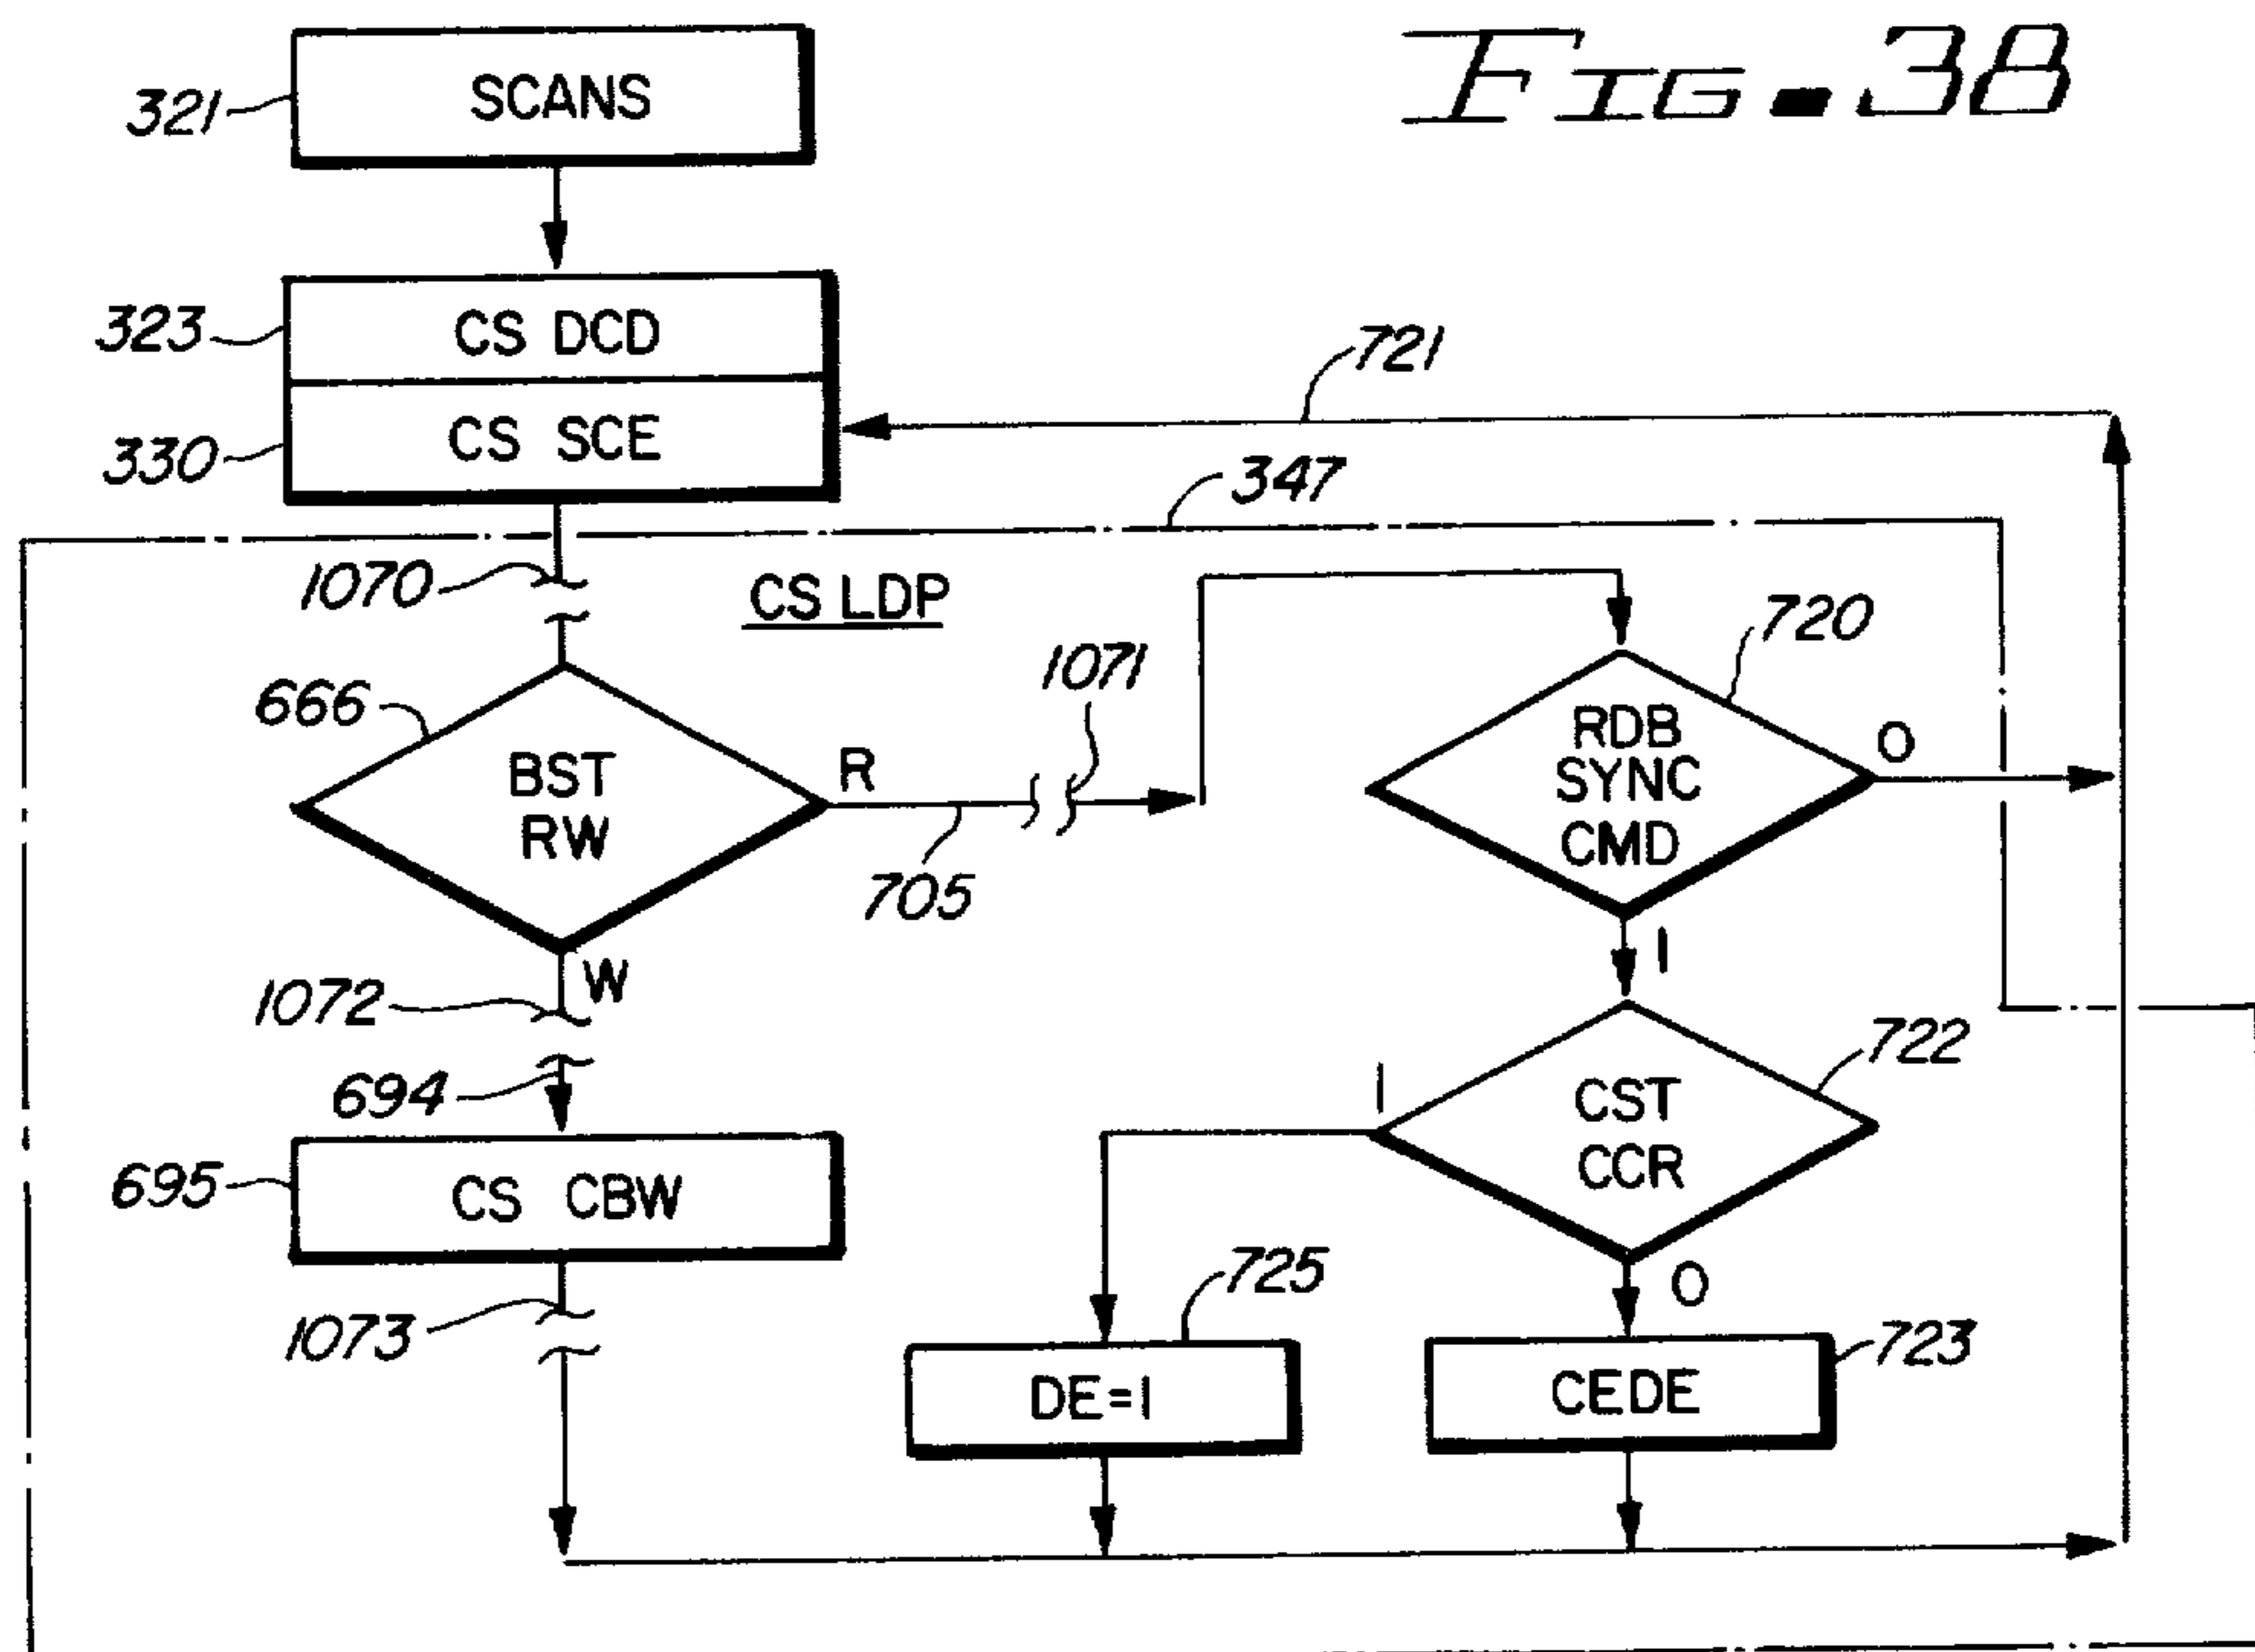 FIG. 38
SCANS
321
CS DCD
323
CS SCE
330
721
347
1070
CS LDP
720
1071
666
BST
RW
R
705
RDB
SYNC
CMD
0
1
W
1072
722
694
CST
CCR
1
0
CS CBW
695
1073
725
DE=1
723
CEDE